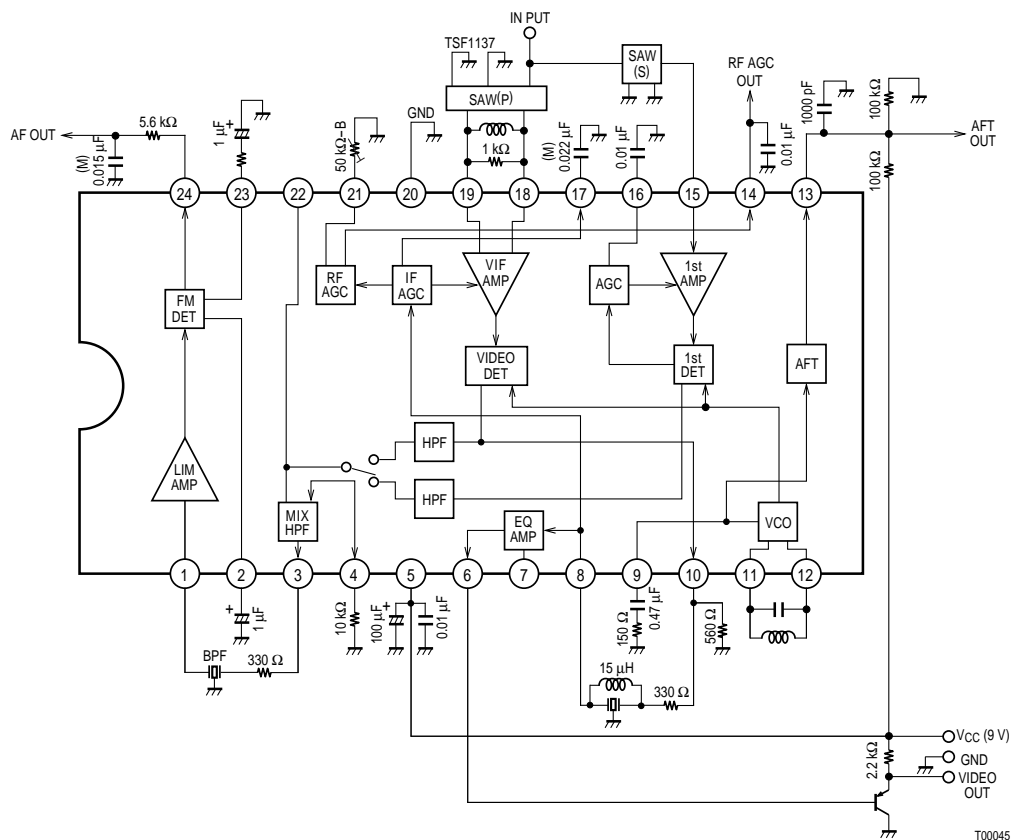 IN PUT
TSF1137
SAW
(S)
RF AGC
OUT
SAW(P)
1000 pF
100 kΩ
GND
AF OUT
5.6 kΩ
1 µF
+
50 kΩ-B
(M)
0.015 µF
1 kΩ
(M)
0.022 µF
0.01 µF
0.01 µF
AFT
OUT
100 kΩ
24
23
22
21
20
19
18
17
16
15
14
13
RF
AGC
IF
AGC
VIF
AMP
AGC
1st
AMP
FM
DET
VIDEO
DET
1st
DET
AFT
HPF
LIM
AMP
HPF
MIX
HPF
EQ
AMP
VCO
1
2
3
4
5
6
7
8
9
10
11
12
+
1 µF
10 kΩ
100 µF
+
0.01 µF
150 Ω
0.47 µF
560 Ω
BPF
330 Ω
15 µH
330 Ω
VCC (9 V)
2.2 kΩ
GND
VIDEO
OUT
T00045